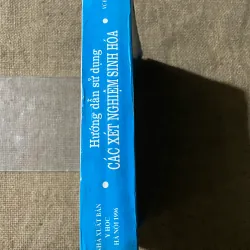 Hướng dẫn sử dụng
CÁC XÉT NGHIỆM SINH HÓA
NHÀ XUẤT BẢN
Y HỌC
HÀ NỘI 1996